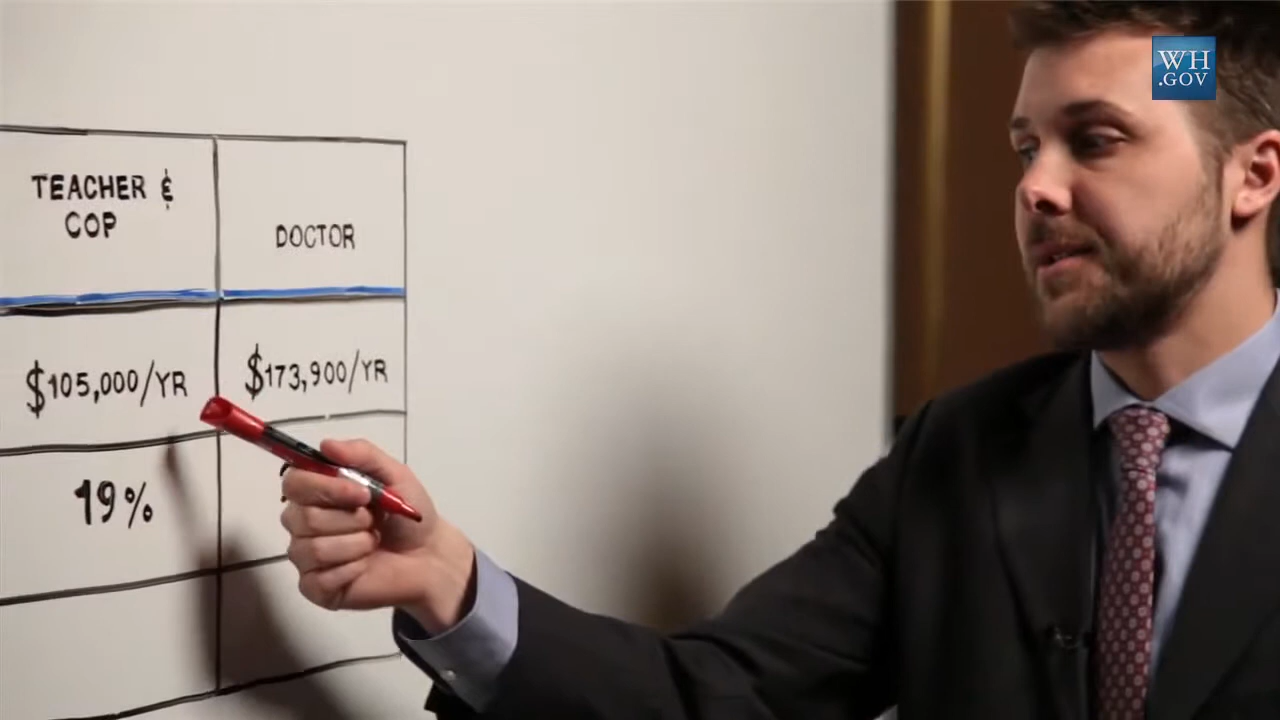 WH
.GOV
TEACHER &
COP
DOCTOR
$105,000/YR
$173,900/YR
19%